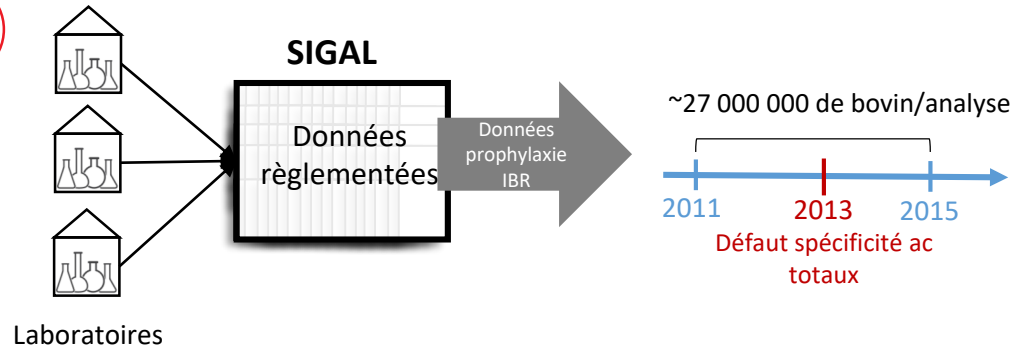 SIGAL
Données
règlementées
Données
prophylaxie
IBR
Laboratoires
~27 000 000 de bovin/analyse
2011
2013
2015
Défaut spécificité ac
totaux